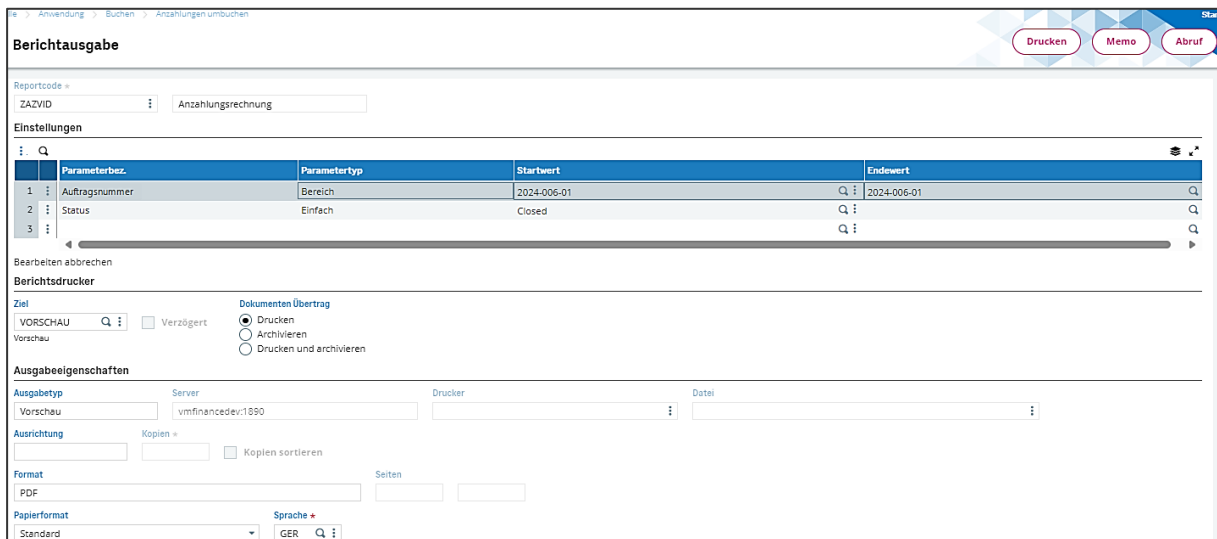 > Anwendung > Buchen > Anzahlungen umbuchen
Berichtausgabe
Drucken Memo Abruf
Reportcode *
ZAZVID Anzahlungsrechnung
Einstellungen
Parameterbez. Parametertyp Startwert Endewert
1 Auftragsnummer Bereich 2024-006-01 2024-006-01
2 Status Einfach Closed
3
Bearbeiten abbrechen
Berichtsdrucker
Ziel Dokumenten Übertrag
VORSCHAU Verzögert Drucken
Vorschau Archivieren
Drucken und archivieren
Ausgabeeigenschaften
Ausgabetyp Server Drucker Datei
Vorschau vmfinancedev:1890
Ausrichtung Kopien *
Kopien sortieren
Format Seiten
PDF
Papierformat Sprache *
Standard GER